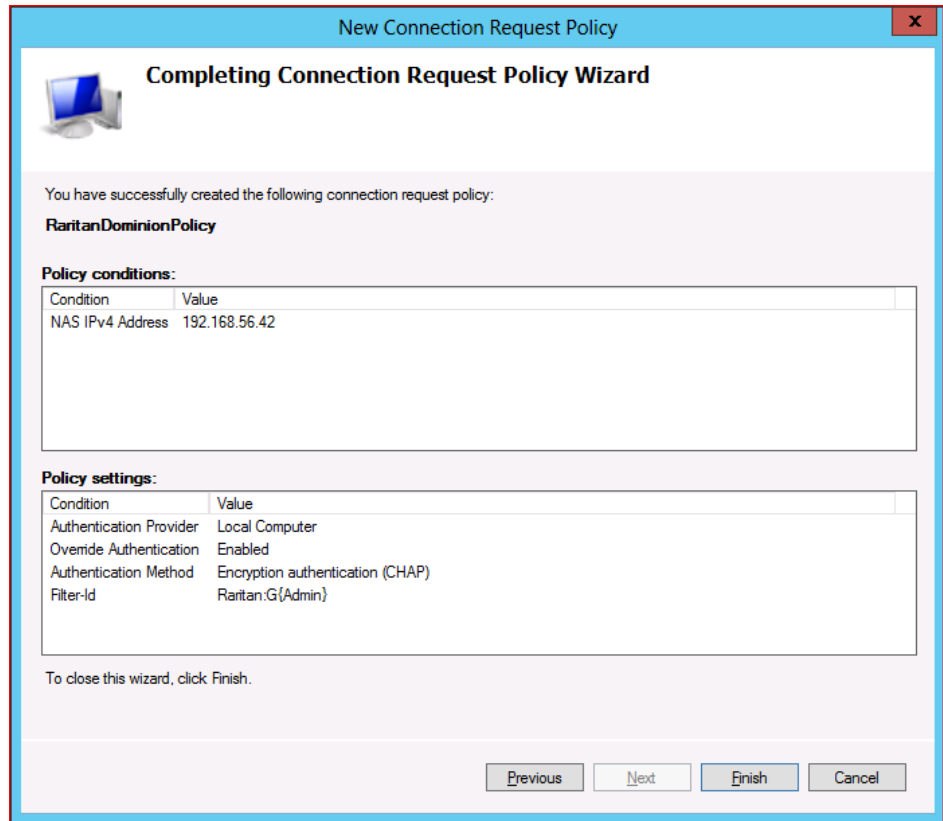 New Connection Request Policy
x
Completing Connection Request Policy Wizard
You have successfully created the following connection request policy:
RaritanDominionPolicy
Policy conditions:
Condition Value
NAS IPv4 Address 192.168.56.42
Policy settings:
Condition Value
Authentication Provider Local Computer
Override Authentication Enabled
Authentication Method Encryption authentication (CHAP)
Filter-Id Raritan:G{Admin}
To close this wizard, click Finish.
Previous Next Finish Cancel